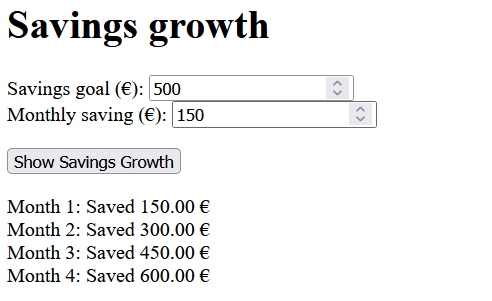 Savings growth
Savings goal (€): 500
Monthly saving (€): 150
Show Savings Growth
Month 1: Saved 150.00 €
Month 2: Saved 300.00 €
Month 3: Saved 450.00 €
Month 4: Saved 600.00 €